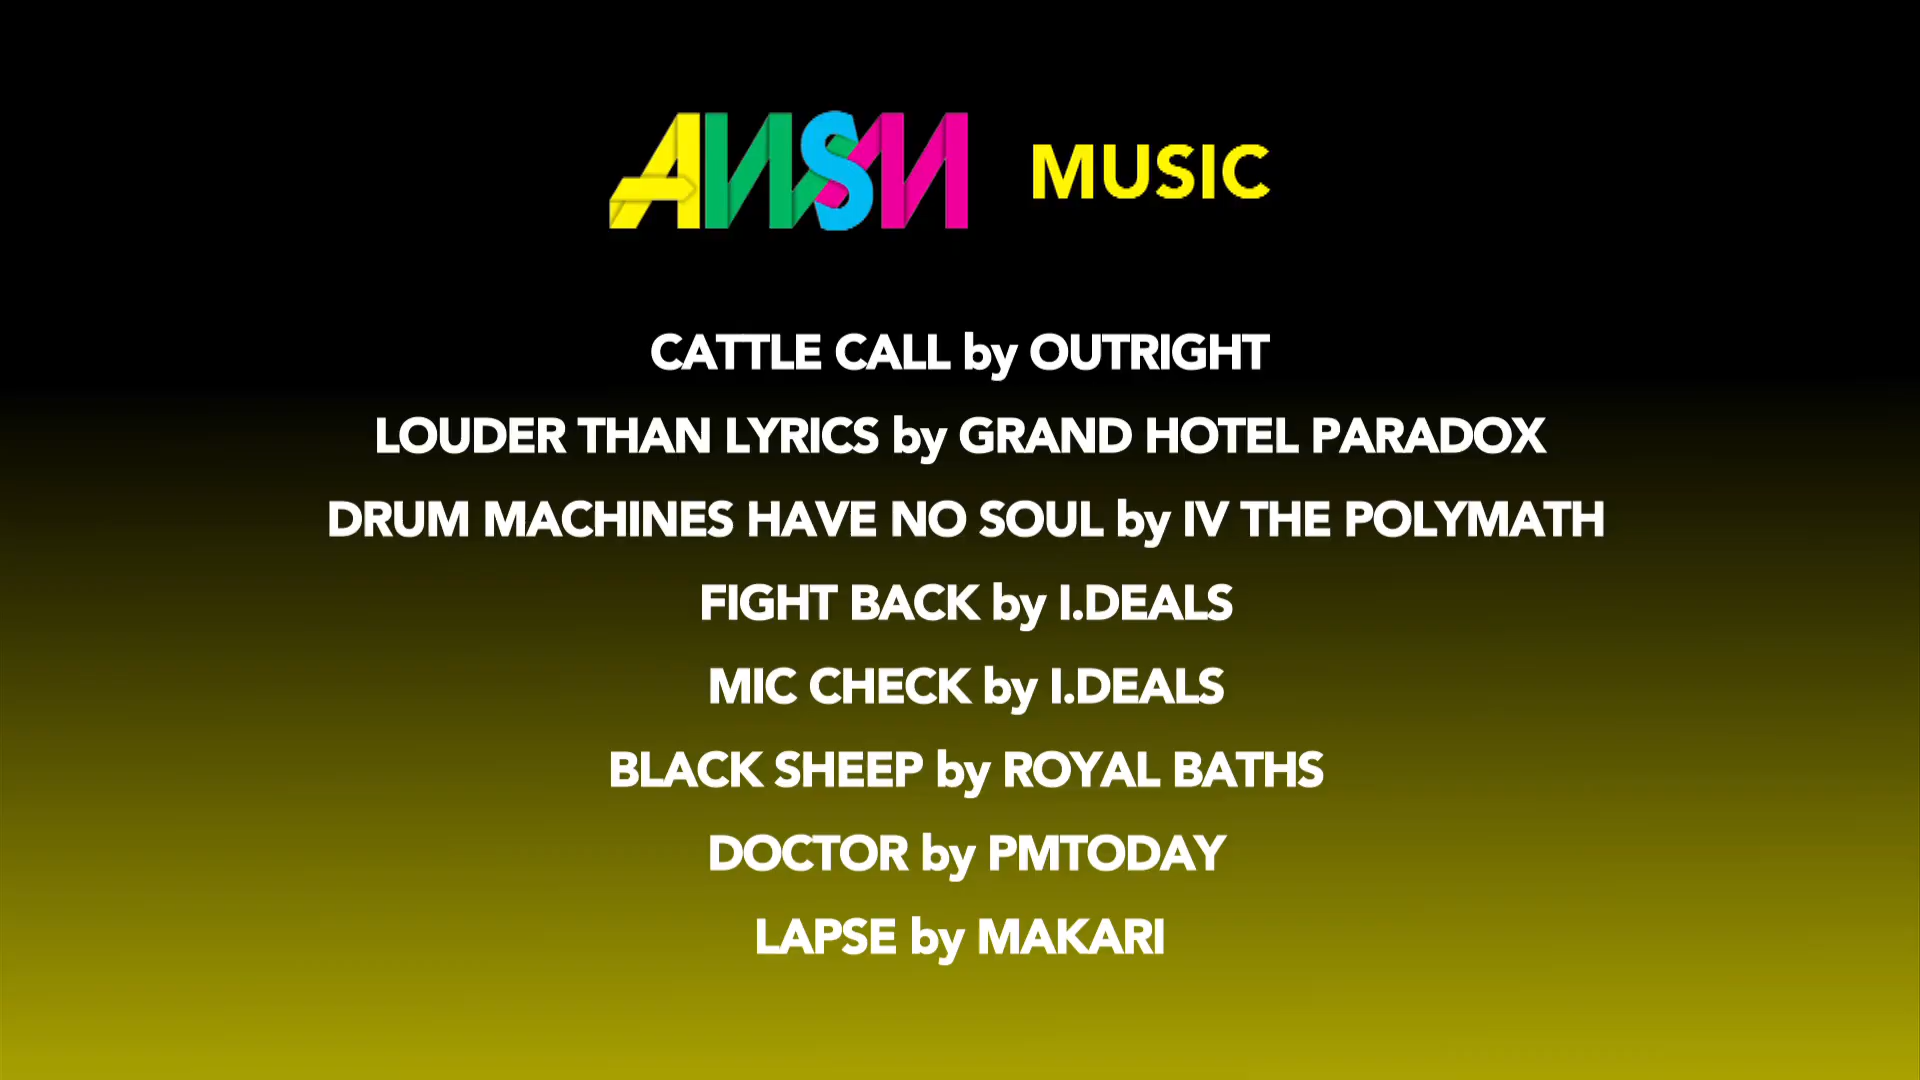 AWSM MUSIC
CATTLE CALL by OUTRIGHT
LOUDER THAN LYRICS by GRAND HOTEL PARADOX
DRUM MACHINES HAVE NO SOUL by IV THE POLYMATH
FIGHT BACK by I.DEALS
MIC CHECK by I.DEALS
BLACK SHEEP by ROYAL BATHS
DOCTOR by PMTODAY
LAPSE by MAKARI